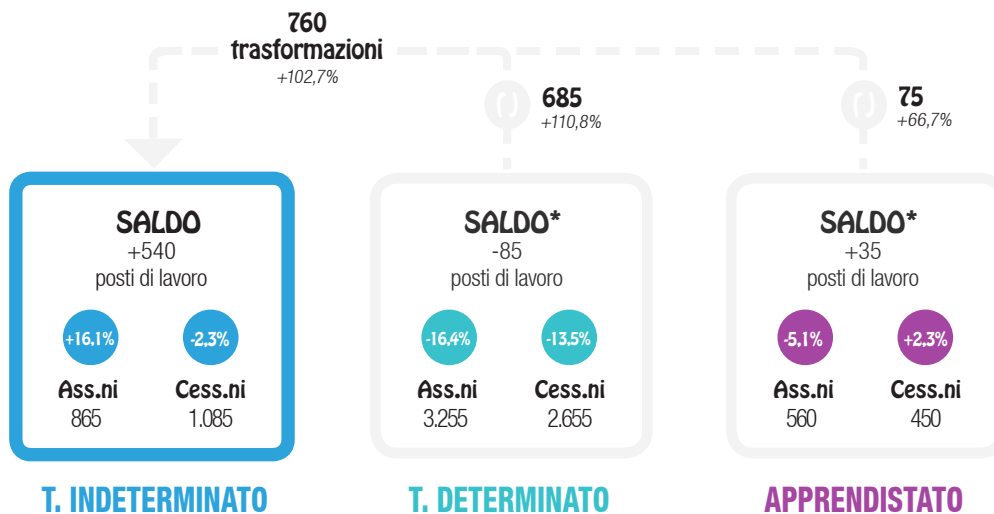 760
trasformazioni
+102,7%
685
+110,8%
75
+66,7%
SALDO
+540
posti di lavoro
+16,1%
-2,3%
Ass.ni
Cess.ni
865
1.085
T. INDETERMINATO
SALDO*
-85
posti di lavoro
-16,4%
-13,5%
Ass.ni
Cess.ni
3.255
2.655
T. DETERMINATO
SALDO*
+35
posti di lavoro
-5,1%
+2,3%
Ass.ni
Cess.ni
560
450
APPRENDISTATO